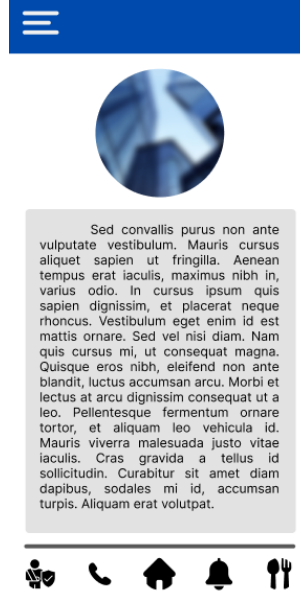 Sed convallis purus non ante
vulputate vestibulum. Mauris cursus
aliquet sapien ut fringilla. Aenean
tempus erat iaculis, maximus nibh in,
varius odio. In cursus ipsum quis
sapien dignissim, et placerat neque
rhoncus. Vestibulum eget enim id est
mattis ornare. Sed vel nisi diam. Nam
quis cursus mi, ut consequat magna.
Quisque eros nibh, eleifend non ante
blandit, luctus accumsan arcu. Morbi et
lectus at arcu dignissim consequat ut a
leo. Pellentesque fermentum ornare
tortor, et aliquam leo vehicula id.
Mauris viverra malesuada justo vitae
iaculis. Cras gravida a tellus id
sollicitudin. Curabitur sit amet diam
dapibus, sodales mi id, accumsan
turpis. Aliquam erat volutpat.